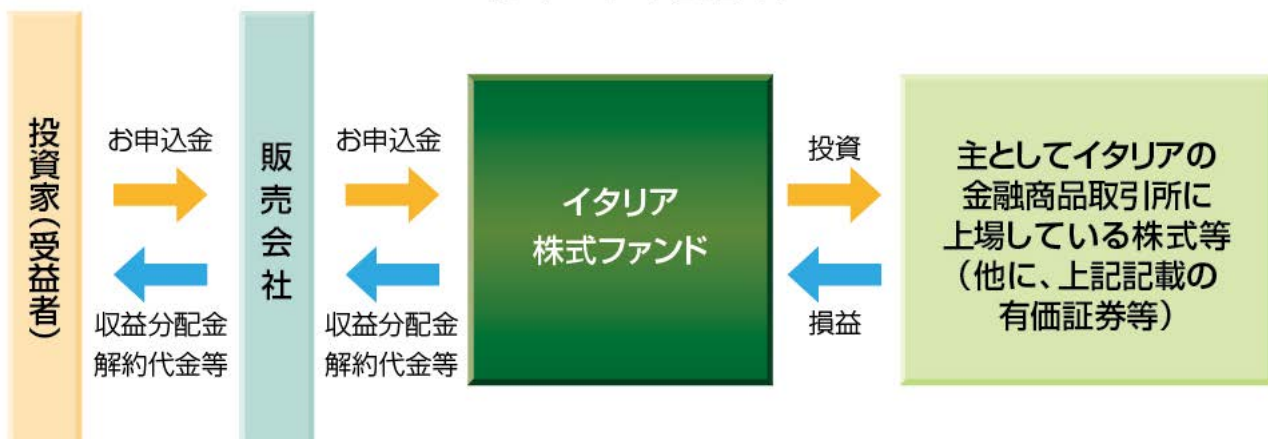 投資家（受益者）
お申込金
収益分配金
解約代金等
販売会社
お申込金
収益分配金
解約代金等
イタリア
株式ファンド
投資
損益
主としてイタリアの
金融商品取引所に
上場している株式等
（他に、上記記載の
有価証券等）